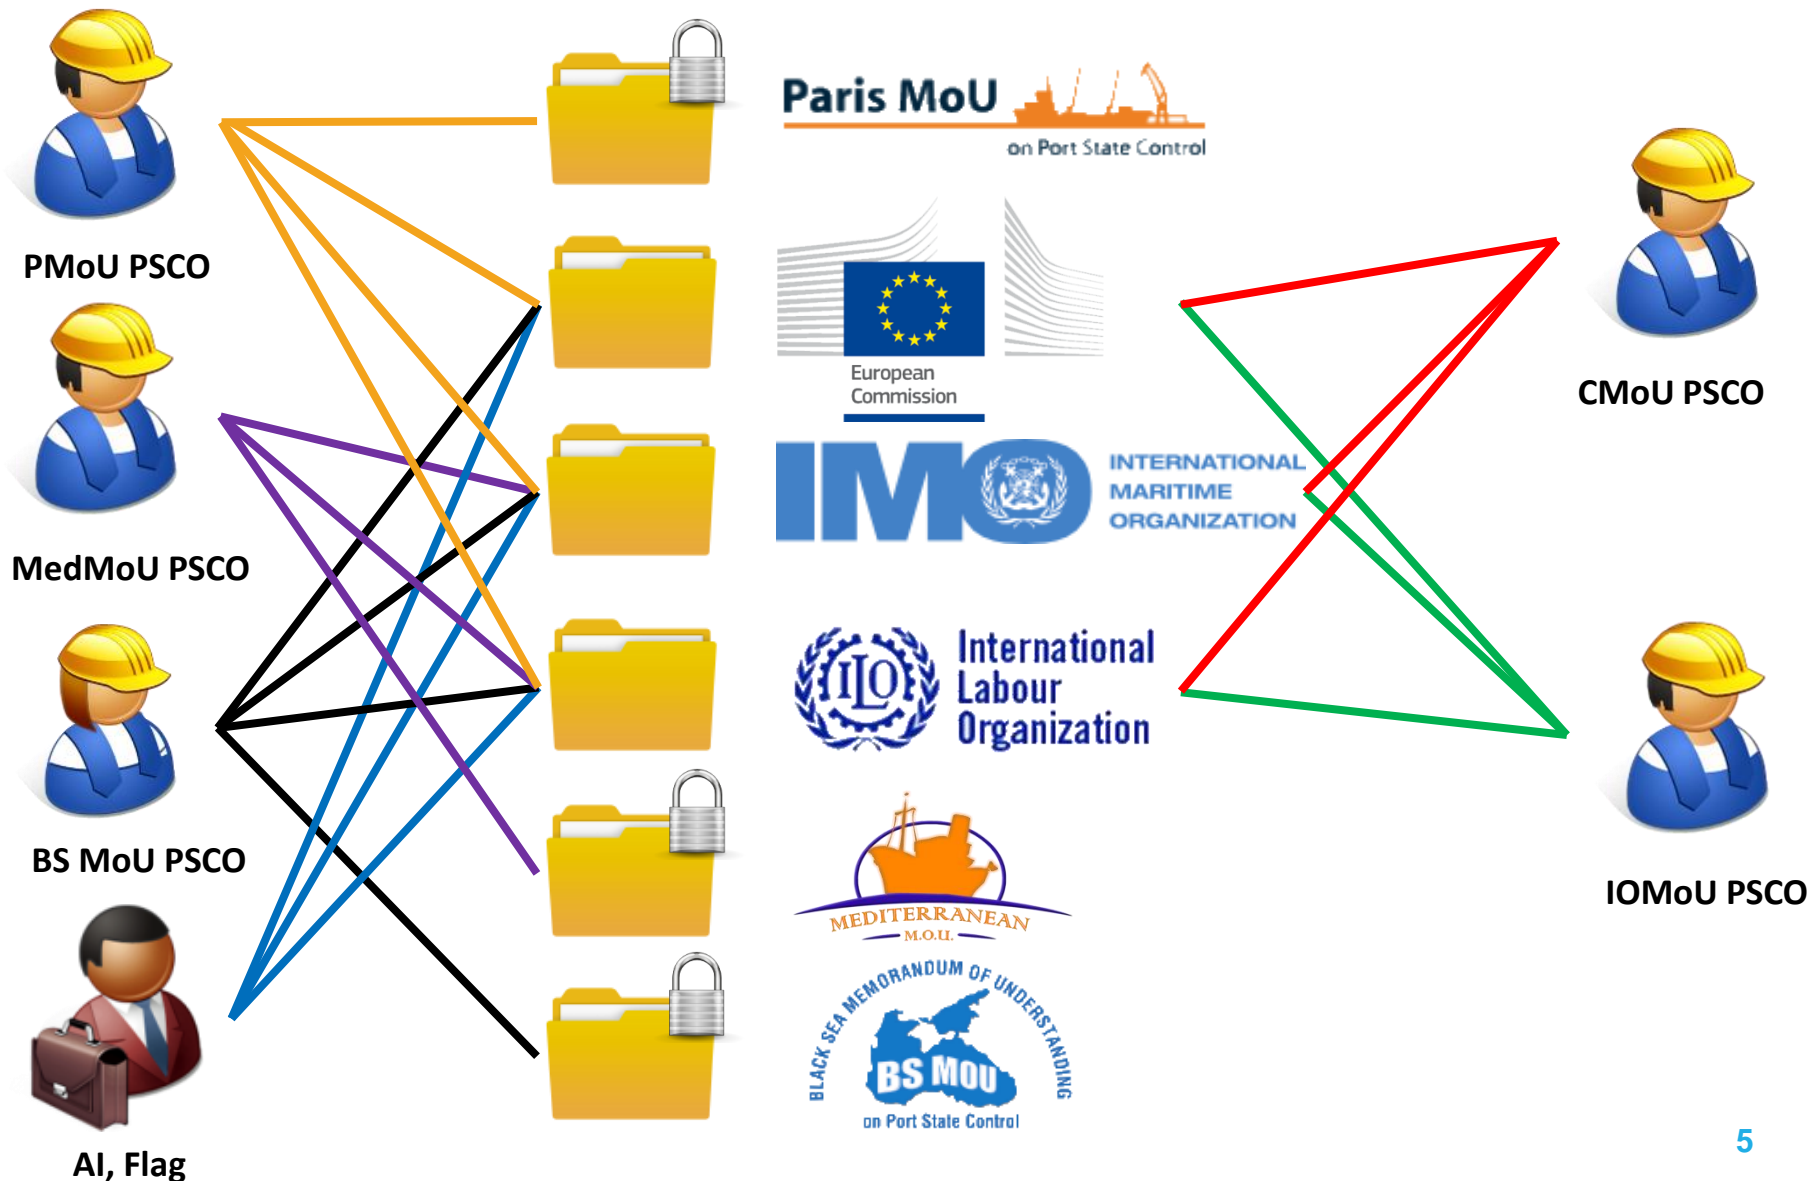 PMoU PSCO
MedMoU PSCO
BS MoU PSCO
AI, Flag
Paris MoU
on Port State Control
European
Commission
IMO
INTERNATIONAL
MARITIME
ORGANIZATION
ILO
International
Labour
Organization
MEDITERRANEAN
M.O.U.
BLACK SEA MEMORANDUM OF UNDERSTANDING
BS MOU
on Port State Control
CMoU PSCO
IOMoU PSCO
5